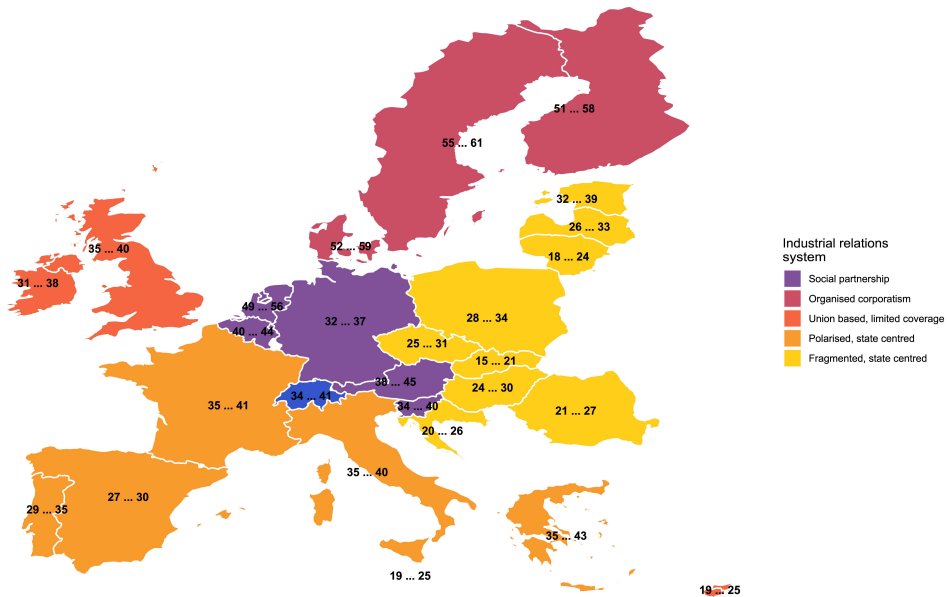 51 ... 58
55 ... 61
32 ... 39
26 ... 33
52 ... 59
35 ... 40
18 ... 24
31 ... 38
49 ... 56
32 ... 37
28 ... 34
40 ... 44
25 ... 31
15 ... 21
38 ... 45
24 ... 30
34 ... 41
35 ... 41
34 ... 40
21 ... 27
20 ... 26
35 ... 40
27 ... 30
29 ... 35
35 ... 43
19 ... 25
19 ... 25
Industrial relations
system
Social partnership
Organised corporatism
Union based, limited coverage
Polarised, state centred
Fragmented, state centred